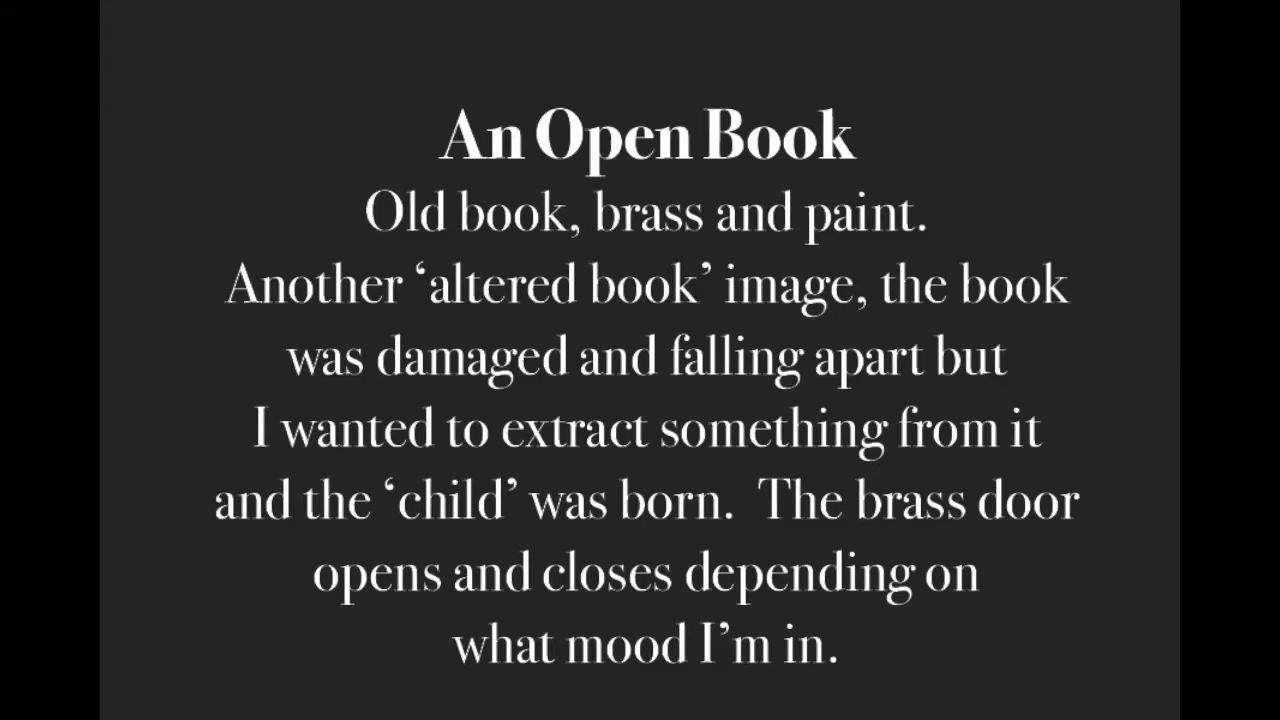 An Open Book
Old book, brass and paint.
Another ‘altered book’ image, the book
was damaged and falling apart but
I wanted to extract something from it
and the ‘child’ was born.  The brass door
opens and closes depending on
what mood I’m in.